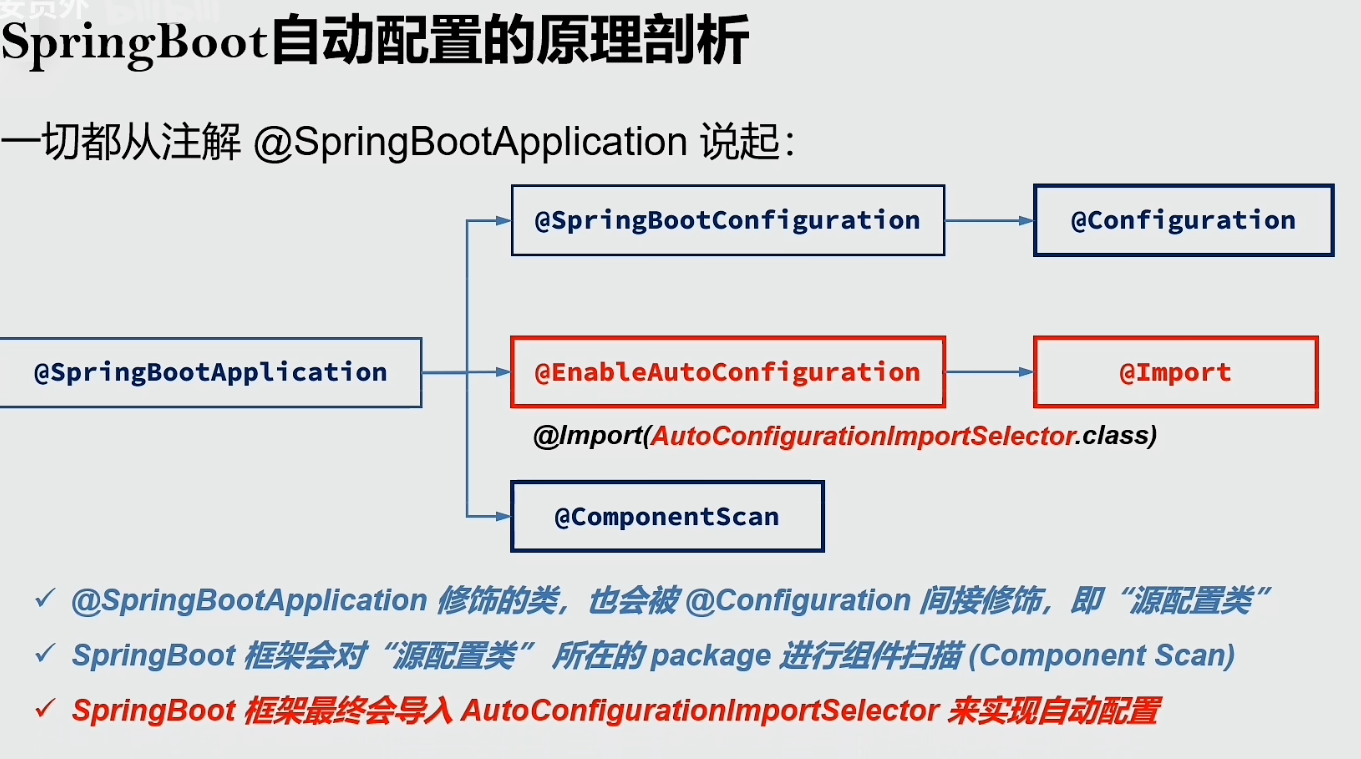 SpringBoot自动配置的原理剖析
一切都从注解 @SpringBootApplication 说起：
@SpringBootConfiguration
@Configuration
@SpringBootApplication
@EnableAutoConfiguration
@Import
@Import(AutoConfigurationImportSelector.class)
@ComponentScan
✓ @SpringBootApplication 修饰的类，也会被 @Configuration 间接修饰，即“源配置类”
✓ SpringBoot 框架会对“源配置类” 所在的 package 进行组件扫描 (Component Scan)
✓ SpringBoot 框架最终会导入 AutoConfigurationImportSelector 来实现自动配置